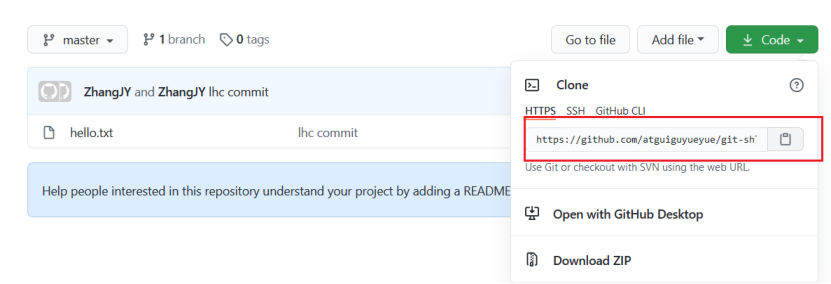 master
1 branch
0 tags
Go to file
Add file
Code
ZhangJY and ZhangJY lhc commit
hello.txt
lhc commit
Help people interested in this repository understand your project by adding a README
Clone
HTTPS SSH GitHub CLI
https://github.com/atguiguyueyue/git-sh
Use Git or checkout with SVN using the web URL.
Open with GitHub Desktop
Download ZIP